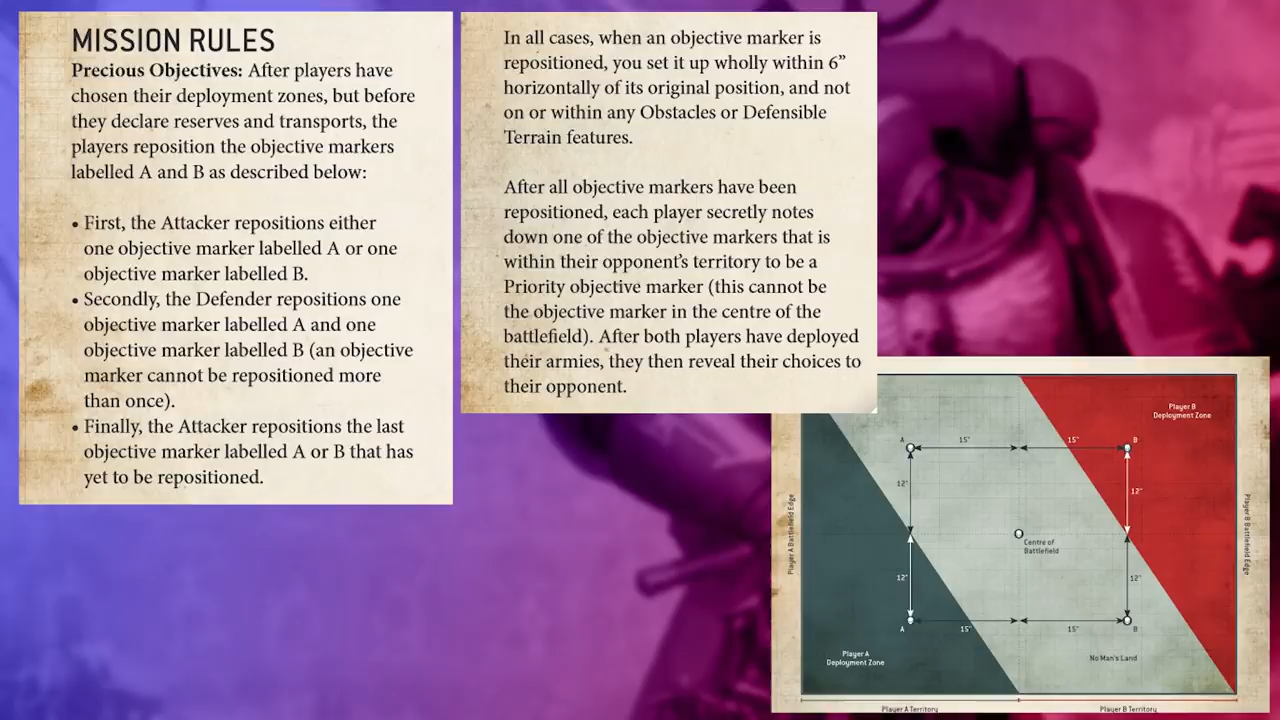 MISSION RULES
Precious Objectives: After players have
chosen their deployment zones, but before
they declare reserves and transports, the
players reposition the objective markers
labelled A and B as described below:
• First, the Attacker repositions either
one objective marker labelled A or one
objective marker labelled B.
• Secondly, the Defender repositions one
objective marker labelled A and one
objective marker labelled B (an objective
marker cannot be repositioned more
than once).
• Finally, the Attacker repositions the last
objective marker labelled A or B that has
yet to be repositioned.
In all cases, when an objective marker is
repositioned, you set it up wholly within 6”
horizontally of its original position, and not
on or within any Obstacles or Defensible
Terrain features.
After all objective markers have been
repositioned, each player secretly notes
down one of the objective markers that is
within their opponent’s territory to be a
Priority objective marker (this cannot be
the objective marker in the centre of the
battlefield). After both players have deployed
their armies, they then reveal their choices to
their opponent.
Player B
Deployment Zone
A
15"
15"
B
12"
12"
Player A Battlefield Edge
Player B Battlefield Edge
Centre of
Battlefield
12"
12"
A
15"
15"
B
Player A
Deployment Zone
No Man's Land
Player A Territory
Player B Territory